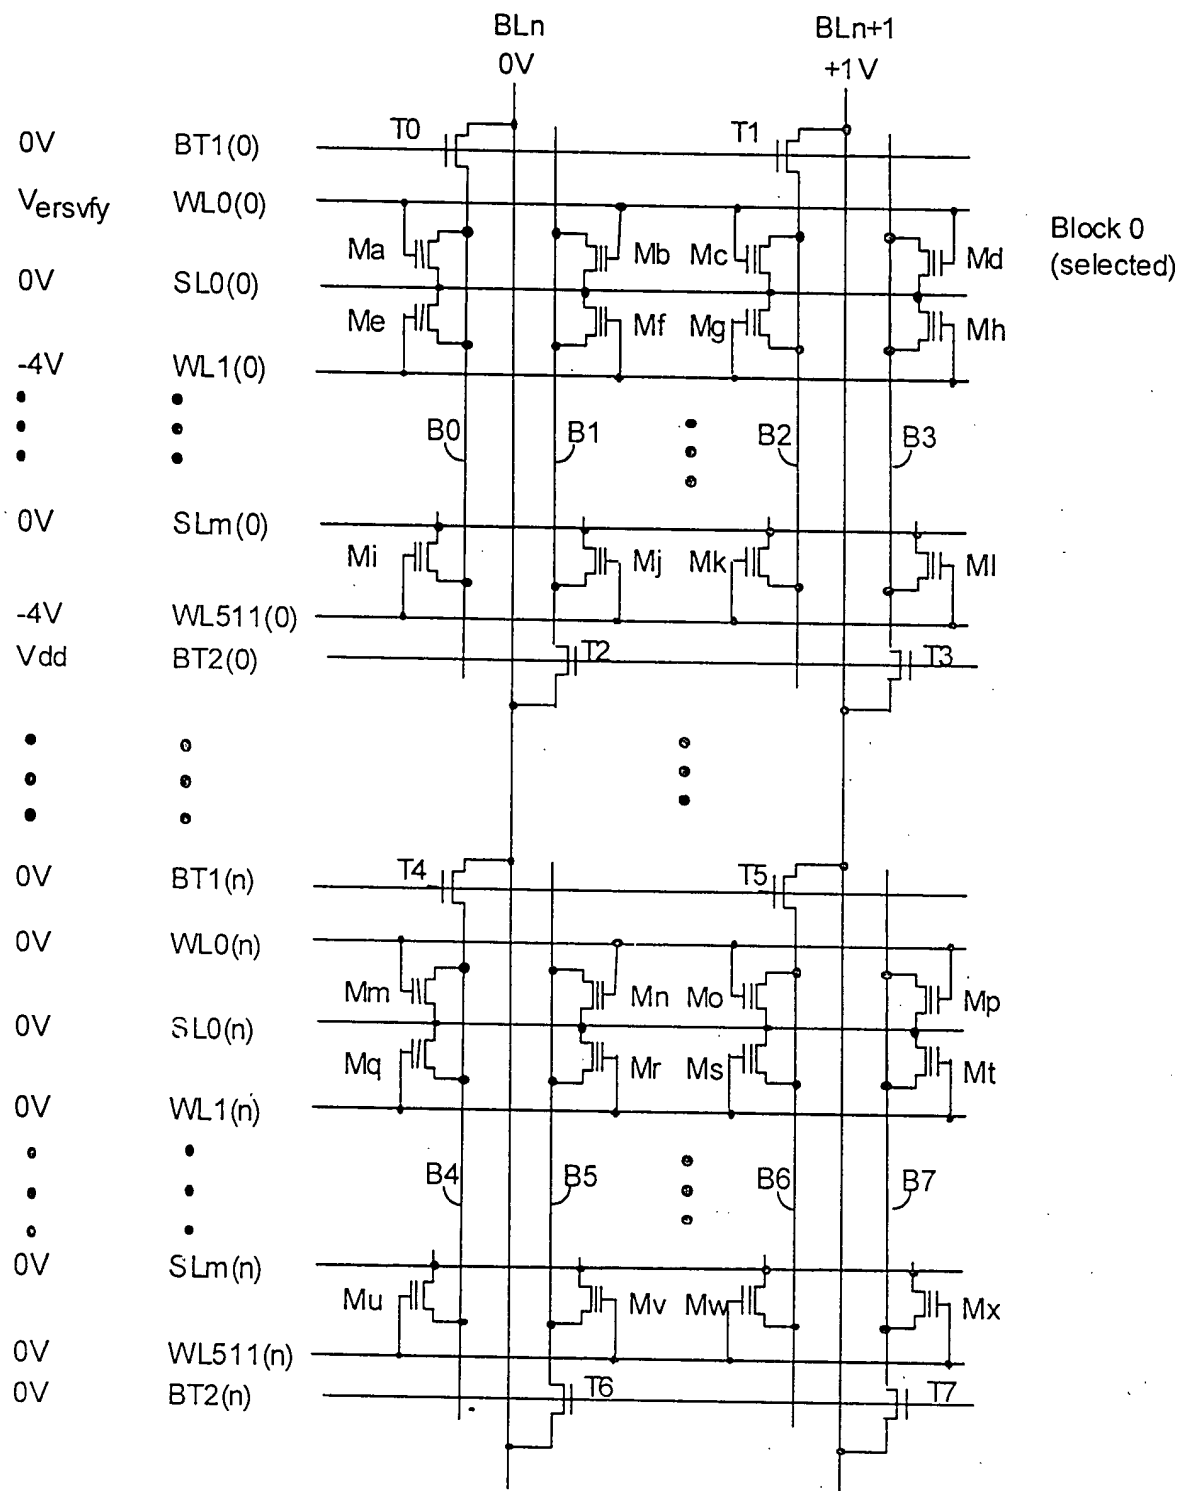 BLn BLn+1
0V +1V
0V BT1(0) T0 T1
Versvfy WL0(0)
Block 0
(selected)
Ma Mb Mc Md
0V SL0(0)
Me Mf Mg Mh
-4V WL1(0)
B0 B1 B2 B3
0V SLm(0)
Mi Mj Mk Ml
-4V WL511(0)
Vdd BT2(0) T2 T3
0V BT1(n) T4 T5
0V WL0(n)
Mm Mn Mo Mp
0V SL0(n)
Mq Mr Ms Mt
0V WL1(n)
B4 B5 B6 B7
0V SLm(n)
Mu Mv Mw Mx
0V WL511(n)
0V BT2(n) T6 T7